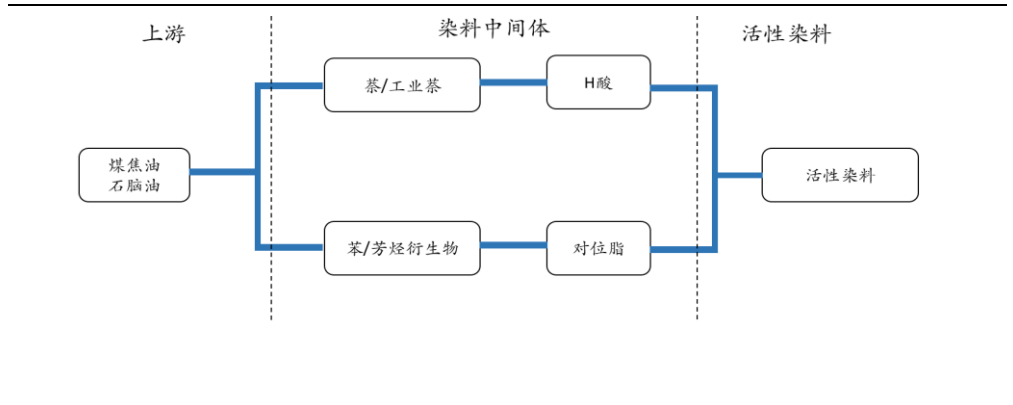 上游
染料中间体
活性染料
萘/工业萘
H酸
煤焦油
石脑油
活性染料
苯/芳烃衍生物
对位脂